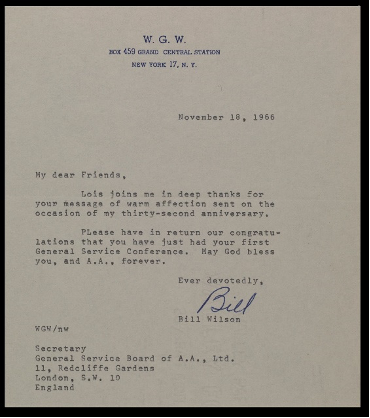 W. G. W.
BOX 459 GRAND CENTRAL STATION
NEW YORK 17, N. Y.
November 18, 1966
My dear Friends,
Lois joins me in deep thanks for
your message of warm affection sent on the
occasion of my thirty-second anniversary.
PLease have in return our congratu-
lations that you have just had your first
General Service Conference. May God bless
you, and A.A., forever.
Ever devotedly,
Bill
Bill Wilson
WGW/nw
Secretary
General Service Board of A.A., Ltd.
11, Redcliffe Gardens
London, S.W. 10
England